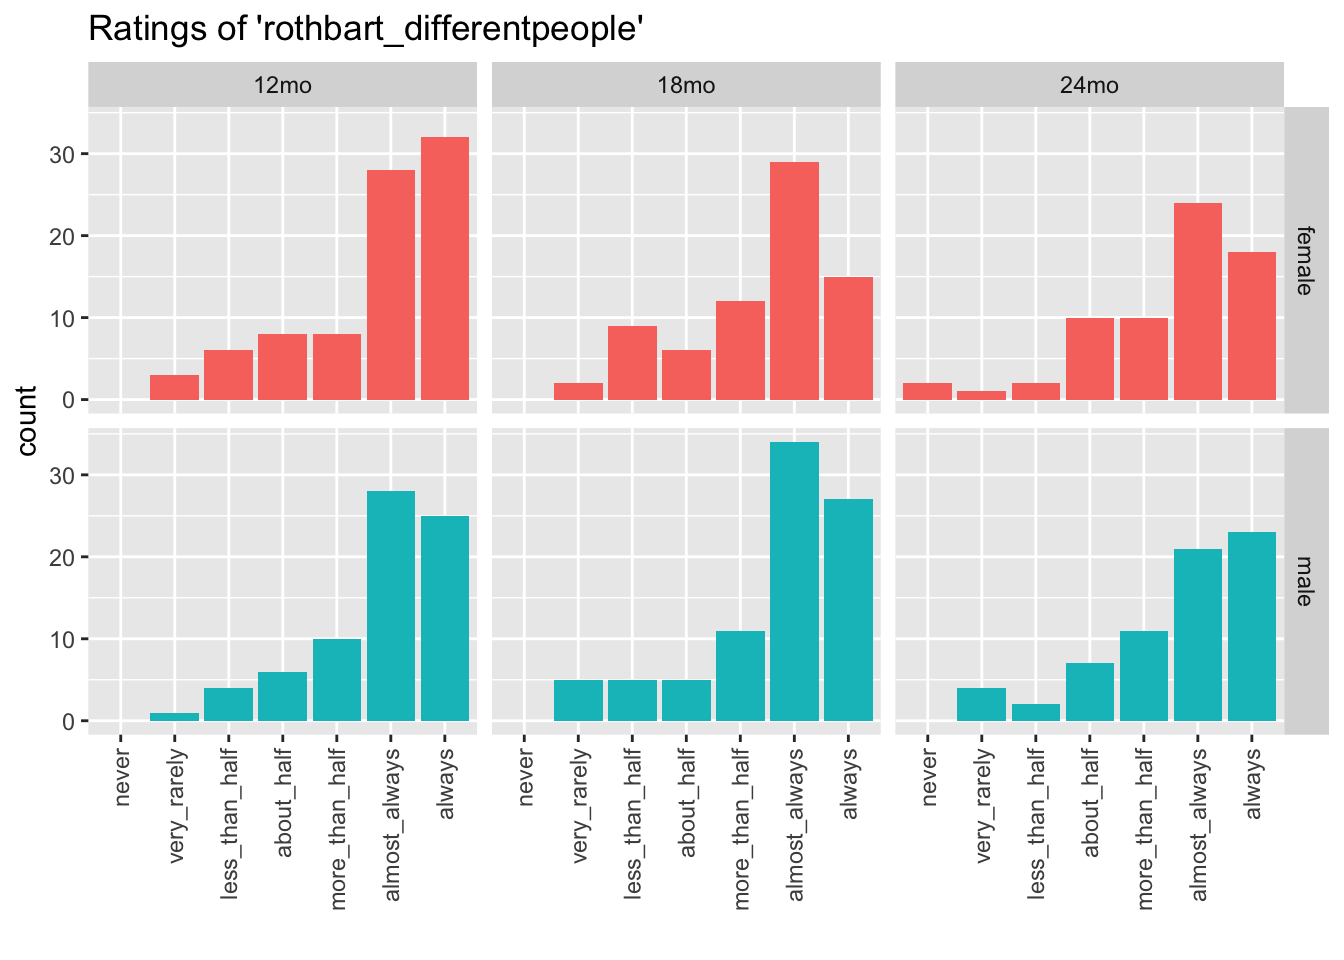 Ratings of 'rothbart_differentpeople'
12mo
18mo
24mo
30
20
10
0
female
count
30
20
10
0
male
never
very_rarely
less_than_half
about_half
more_than_half
almost_always
always
never
very_rarely
less_than_half
about_half
more_than_half
almost_always
always
never
very_rarely
less_than_half
about_half
more_than_half
almost_always
always